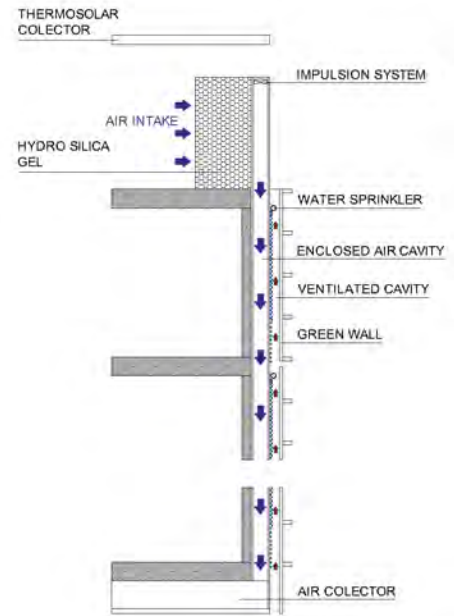 THERMOSOLAR
COLECTOR
IMPULSION SYSTEM
AIR INTAKE
HYDRO SILICA
GEL
WATER SPRINKLER
ENCLOSED AIR CAVITY
VENTILATED CAVITY
GREEN WALL
AIR COLECTOR